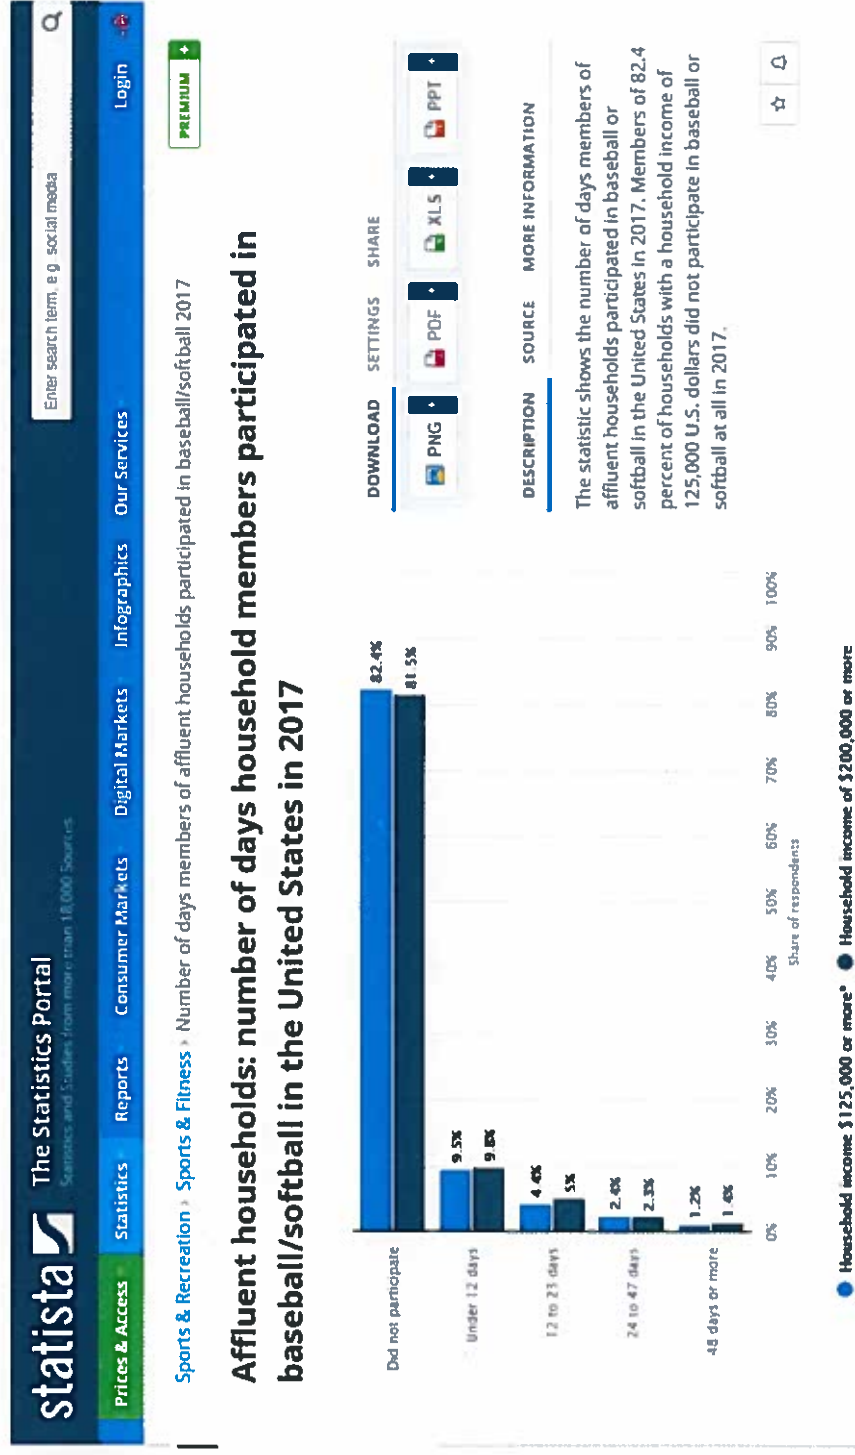 statista
The Statistics Portal
Statistics and Studies from more than 18,000 Sources
Enter search term, e.g. social media
Prices & Access Statistics Reports Consumer Markets Digital Markets Infographics Our Services Login
Sports & Recreation › Sports & Fitness › Number of days members of affluent households participated in baseball/softball 2017
PREMIUM +
Affluent households: number of days household members participated in
baseball/softball in the United States in 2017
Did not participate 82.4% 81.5%
Under 12 days 9.5% 9.8%
12 to 23 days 4.4% 5%
24 to 47 days 2.4% 2.3%
48 days or more 1.2% 1.4%
0% 10% 20% 30% 40% 50% 60% 70% 80% 90% 100%
Share of respondents
Household income $125,000 or more* Household income of $200,000 or more
DOWNLOAD SETTINGS SHARE
PNG + PDF + XLS + PPT +
DESCRIPTION SOURCE MORE INFORMATION
The statistic shows the number of days members of
affluent households participated in baseball or
softball in the United States in 2017. Members of 82.4
percent of households with a household income of
125,000 U.S. dollars did not participate in baseball or
softball at all in 2017.